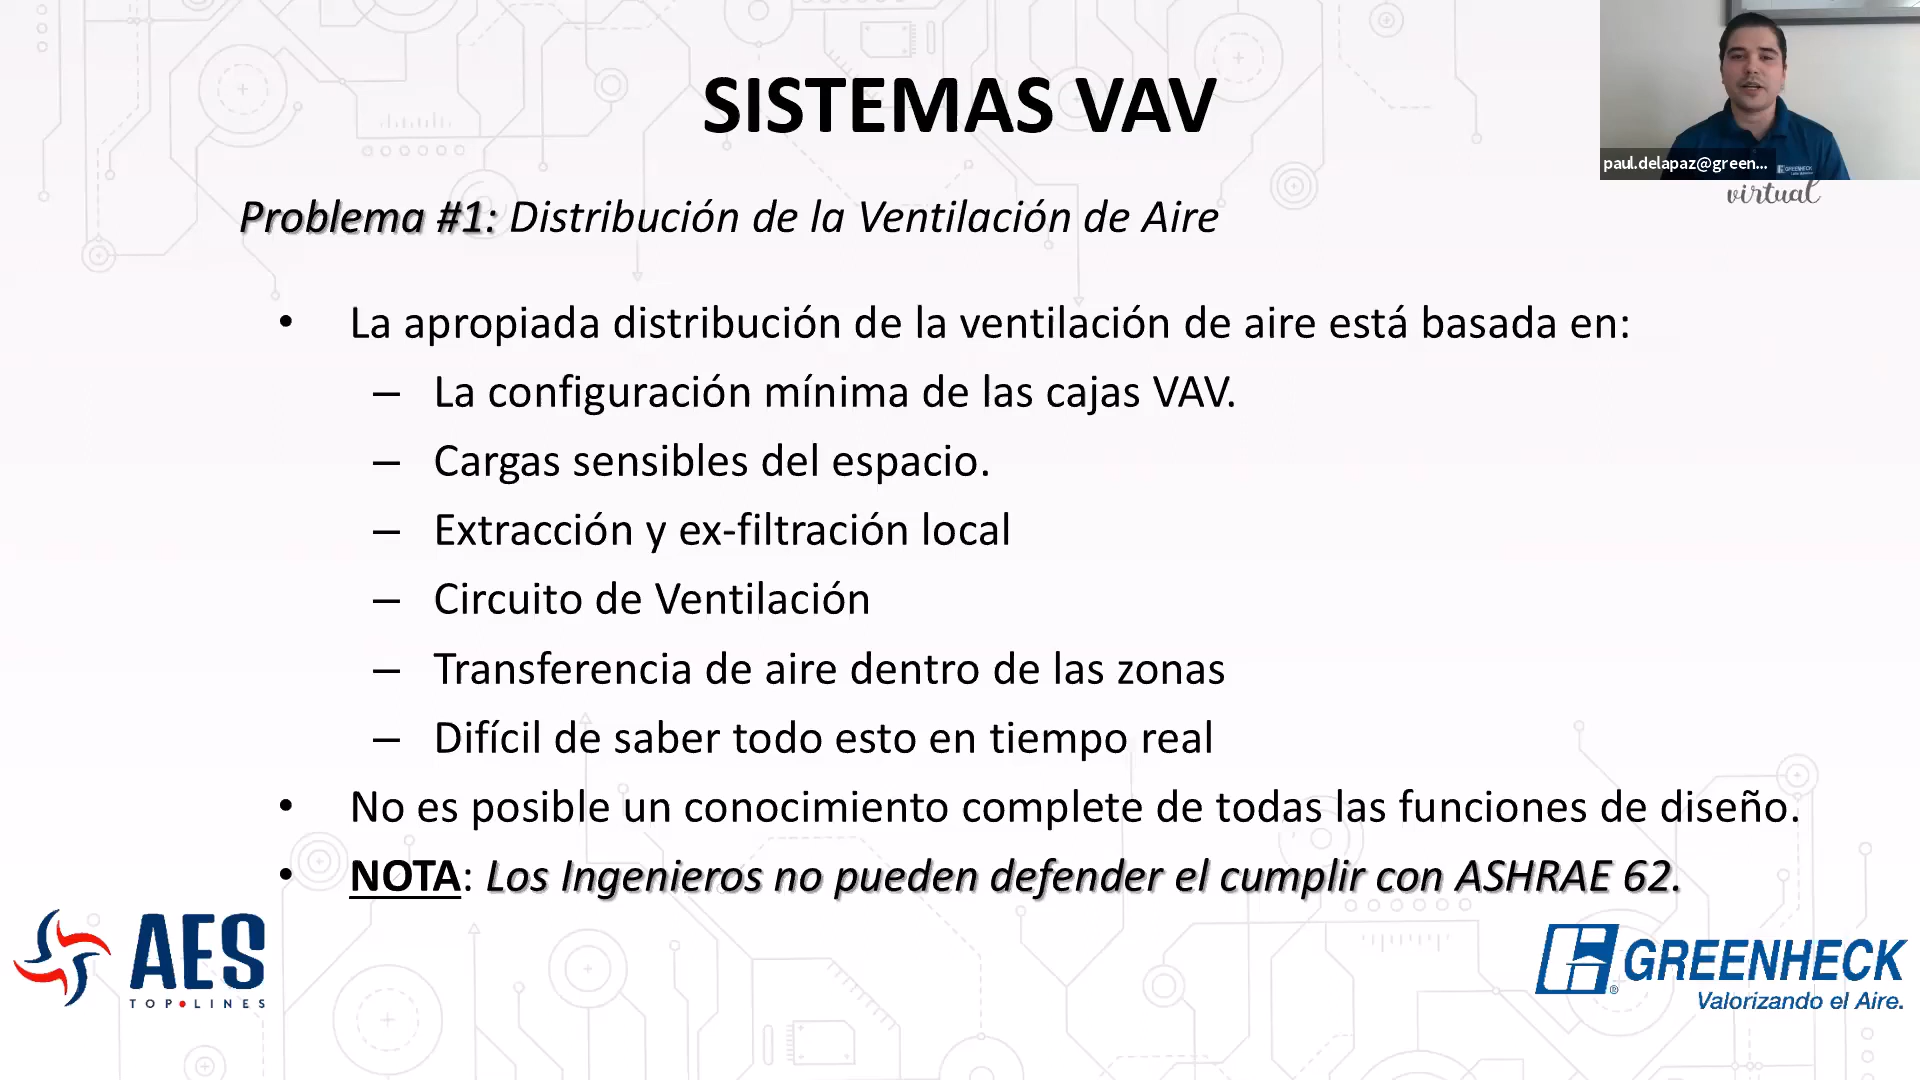 SISTEMAS VAV
paul.delapaz@green...
GREENHECK
virtual
Problema #1: Distribución de la Ventilación de Aire
• La apropiada distribución de la ventilación de aire está basada en:
– La configuración mínima de las cajas VAV.
– Cargas sensibles del espacio.
– Extracción y ex-filtración local
– Circuito de Ventilación
– Transferencia de aire dentro de las zonas
– Difícil de saber todo esto en tiempo real
• No es posible un conocimiento complete de todas las funciones de diseño.
• NOTA: Los Ingenieros no pueden defender el cumplir con ASHRAE 62.
AES
TOP•LINES
GREENHECK
®
Valorizando el Aire.